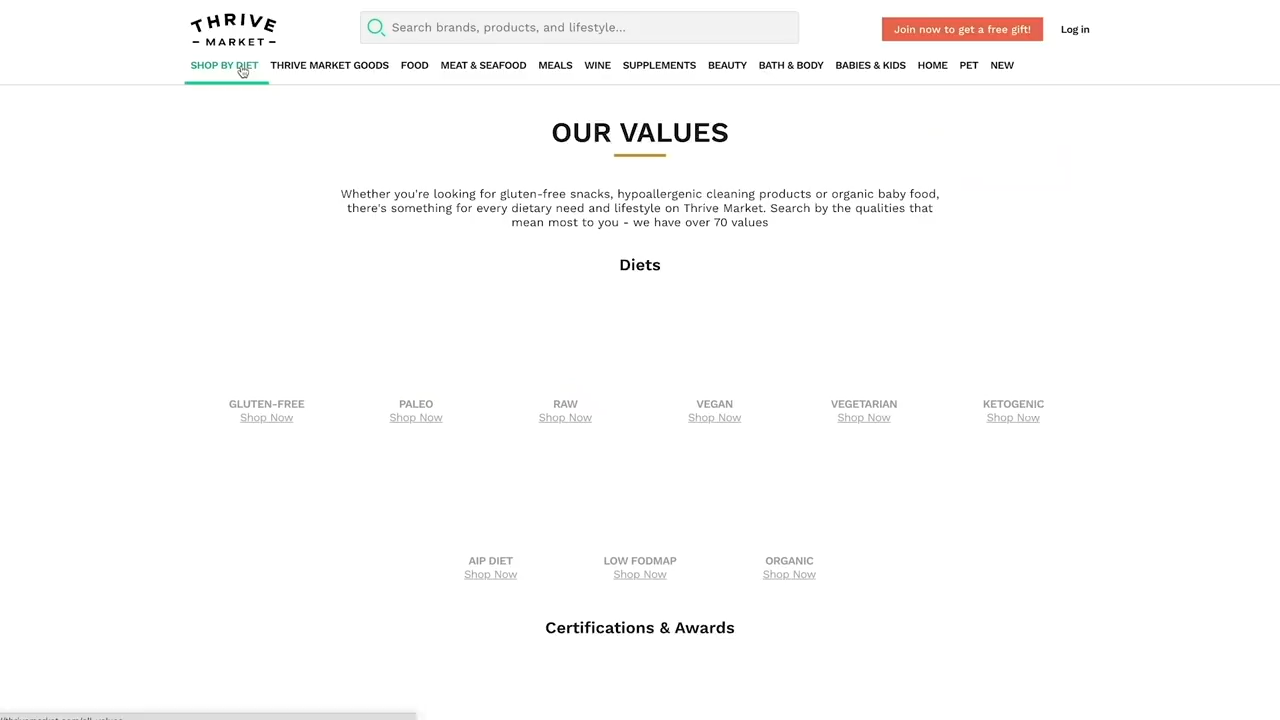 THRIVE
MARKET
Search brands, products, and lifestyle...
Join now to get a free gift!
Log in
SHOP BY DIET
THRIVE MARKET GOODS
FOOD
MEAT & SEAFOOD
MEALS
WINE
SUPPLEMENTS
BEAUTY
BATH & BODY
BABIES & KIDS
HOME
PET
NEW
OUR VALUES
Whether you're looking for gluten-free snacks, hypoallergenic cleaning products or organic baby food,
there's something for every dietary need and lifestyle on Thrive Market. Search by the qualities that
mean most to you - we have over 70 values
Diets
GLUTEN-FREE
Shop Now
PALEO
Shop Now
RAW
Shop Now
VEGAN
Shop Now
VEGETARIAN
Shop Now
KETOGENIC
Shop Now
AIP DIET
Shop Now
LOW FODMAP
Shop Now
ORGANIC
Shop Now
Certifications & Awards